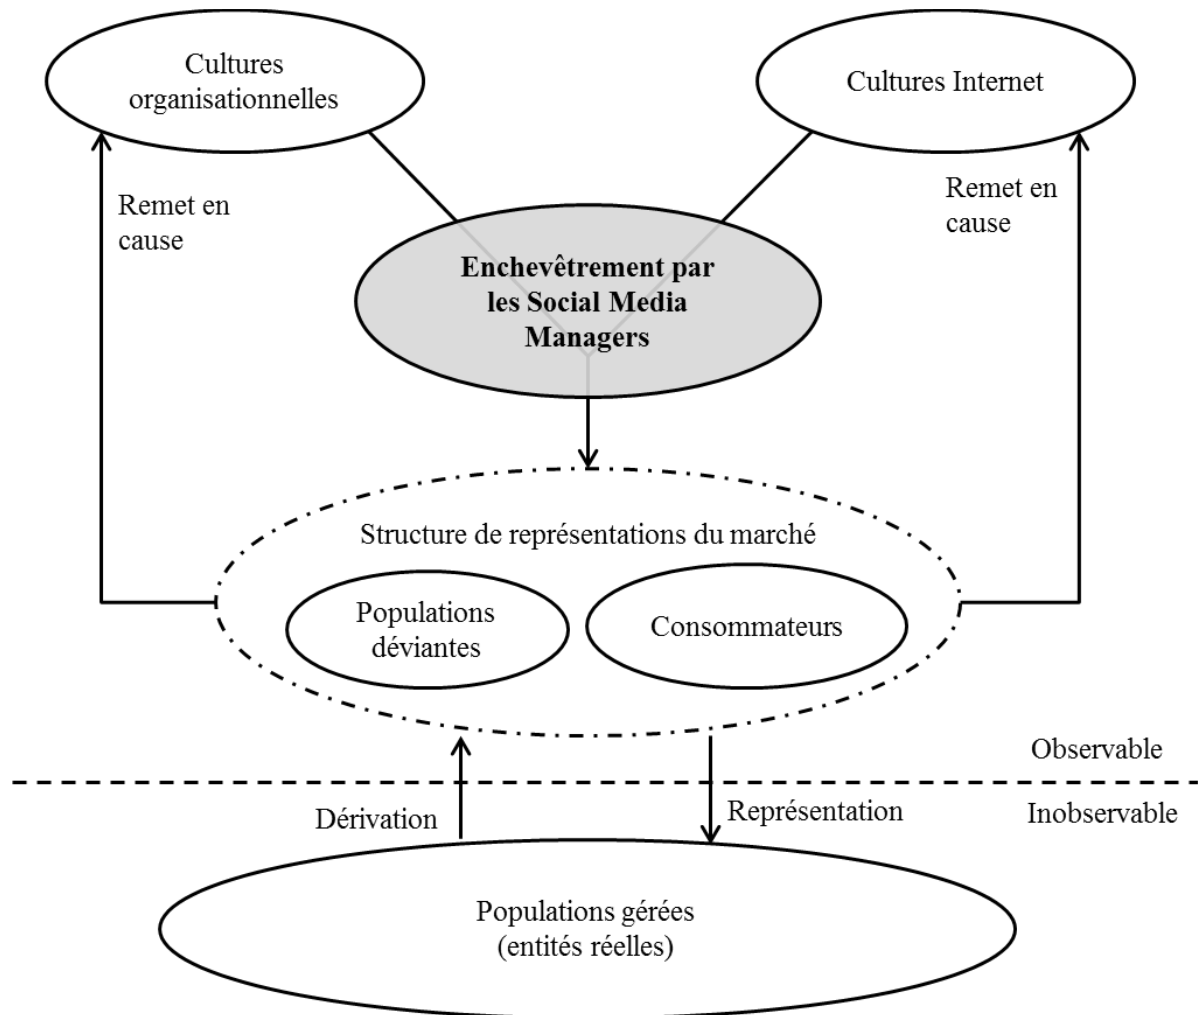 Cultures
organisationnelles
Cultures Internet
Remet en
cause
Remet en
cause
Enchevêtrement par
les Social Media
Managers
Structure de représentations du marché
Populations
déviantes
Consommateurs
Observable
Dérivation
Représentation
Inobservable
Populations gérées
(entités réelles)